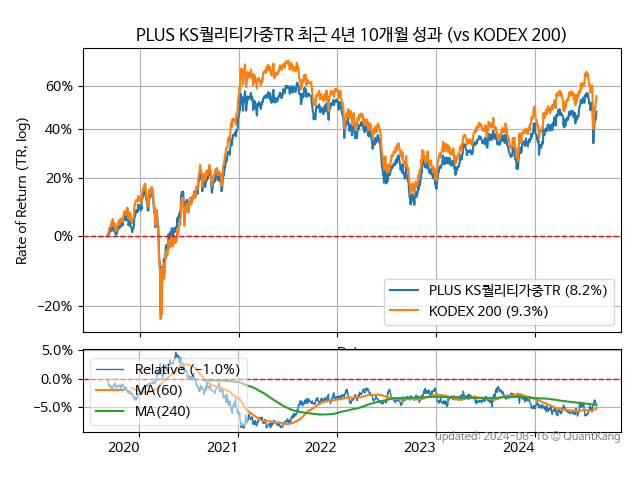 PLUS KS퀄리티가중TR 최근 4년 10개월 성과 (vs KODEX 200)
Rate of Return (TR, log)
60%
40%
20%
0%
−20%
PLUS KS퀄리티가중TR (8.2%)
KODEX 200 (9.3%)
5.0%
0.0%
−5.0%
Relative (−1.0%)
MA(60)
MA(240)
2020 2021 2022 2023 2024
updated: 2024-08-16 © QuantKang